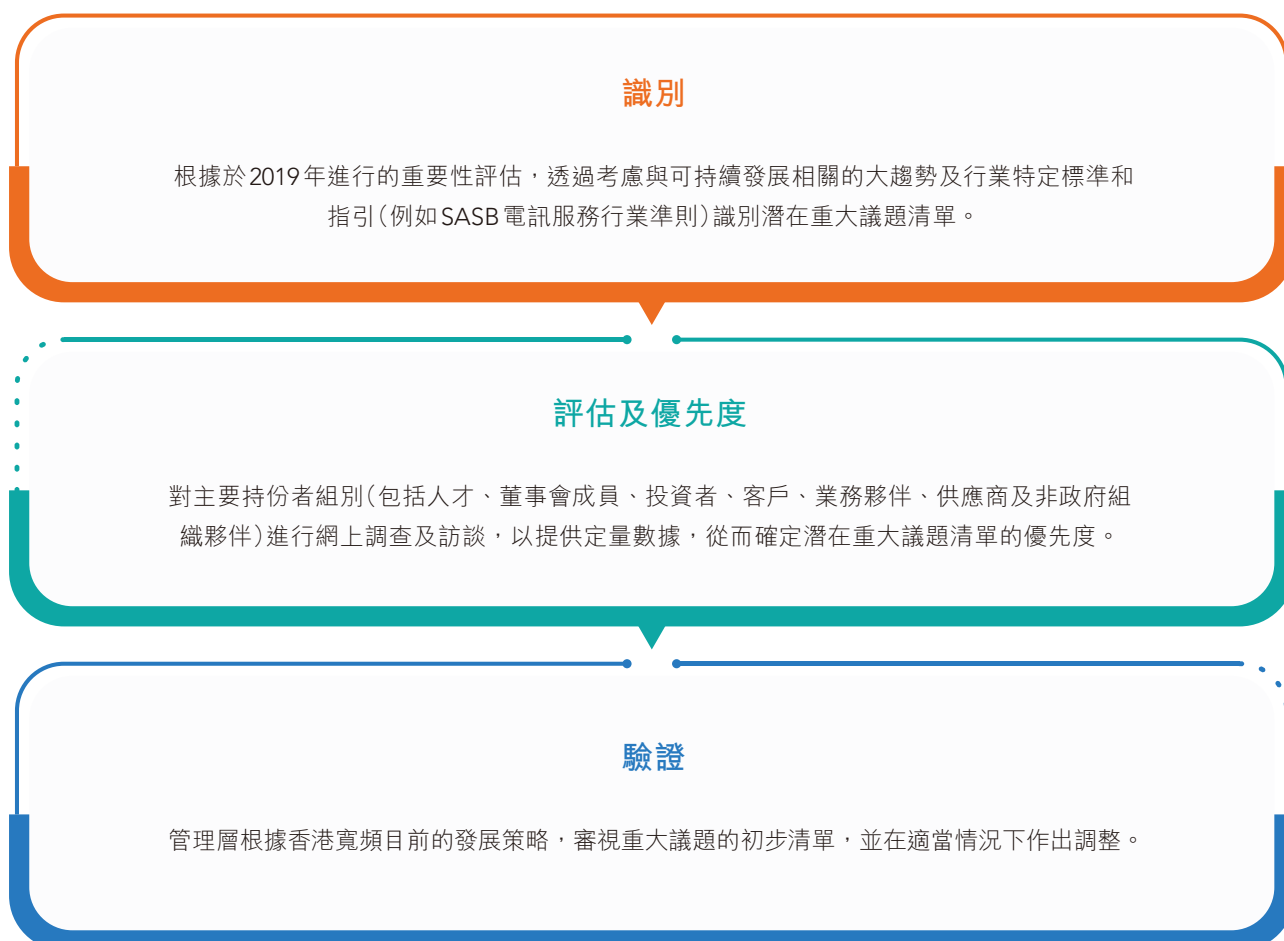 識別
根據於2019年進行的重要性評估，透過考慮與可持續發展相關的大趨勢及行業特定標準和
指引(例如SASB電訊服務行業準則)識別潛在重大議題清單。
評估及優先度
對主要持份者組別(包括人才、董事會成員、投資者、客戶、業務夥伴、供應商及非政府組
織夥伴)進行網上調查及訪談，以提供定量數據，從而確定潛在重大議題清單的優先度。
驗證
管理層根據香港寬頻目前的發展策略，審視重大議題的初步清單，並在適當情況下作出調整。